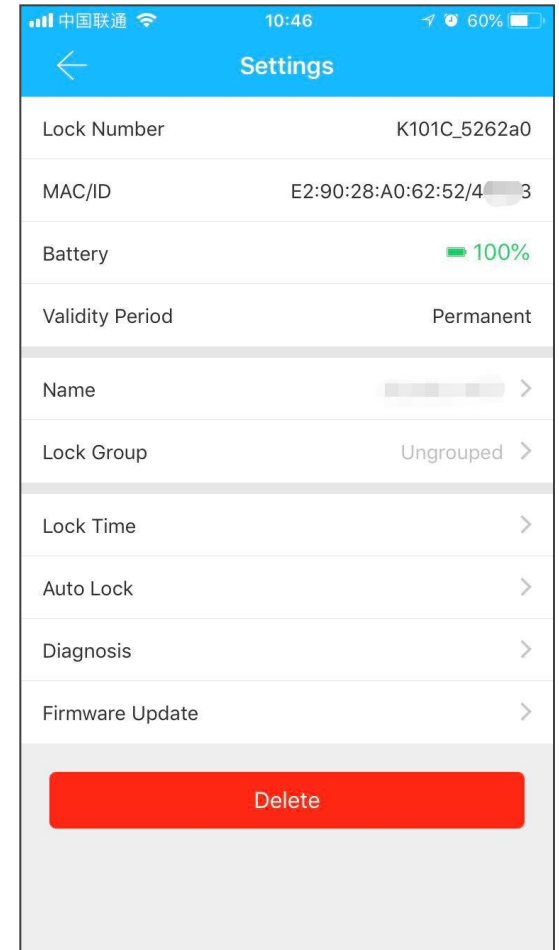 中国联通 10:46 60%
Settings
Lock Number K101C_5262a0
MAC/ID E2:90:28:A0:62:52/4 3
Battery 100%
Validity Period Permanent
Name
Lock Group Ungrouped
Lock Time
Auto Lock
Diagnosis
Firmware Update
Delete